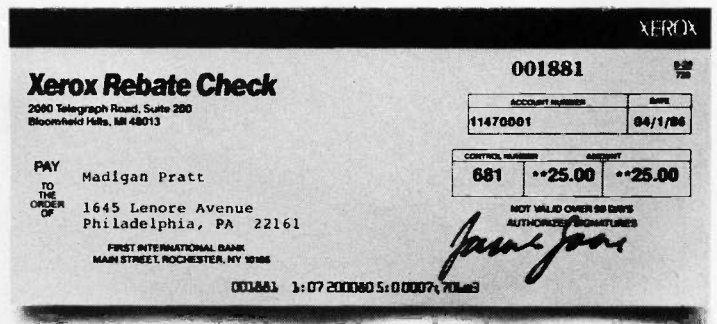 XEROX
001881
Xerox Rebate Check
2080 Telegraph Road, Suite 280
Bloomfield Hills, MI 48013
ACCOUNT NUMBER DATE
11470001 04/1/86
CONTROL NUMBER AMOUNT
681 **25.00 **25.00
PAY
TO
THE
ORDER
OF
Madigan Pratt
1645 Lenore Avenue
Philadelphia, PA 22161
NOT VALID OVER 90 DAYS
AUTHORIZED SIGNATURES
FIRST INTERNATIONAL BANK
MAIN STREET, ROCHESTER, NY
001881